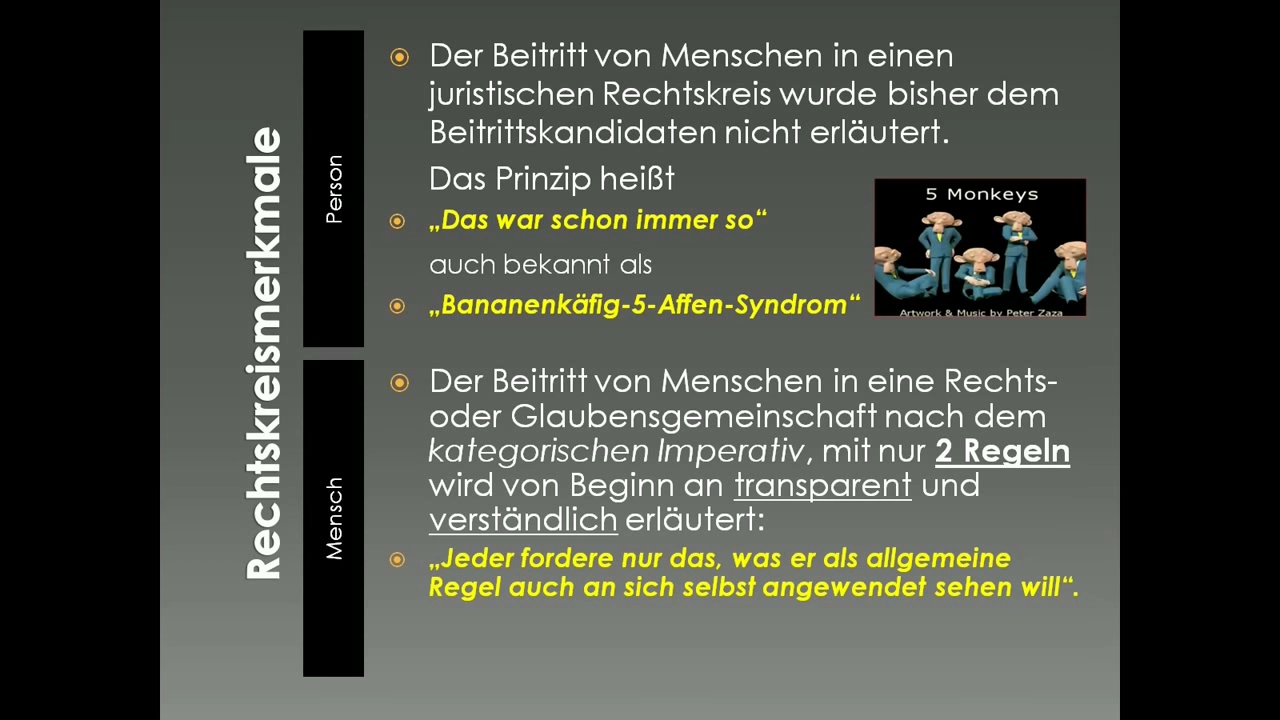 Rechtskreismerkmale
Person
Der Beitritt von Menschen in einen
juristischen Rechtskreis wurde bisher dem
Beitrittskandidaten nicht erläutert.
Das Prinzip heißt
„Das war schon immer so“
auch bekannt als
„Bananenkäfig-5-Affen-Syndrom“
5 Monkeys
Artwork & Music by Peter Zaza
Mensch
Der Beitritt von Menschen in eine Rechts-
oder Glaubensgemeinschaft nach dem
kategorischen Imperativ, mit nur 2 Regeln
wird von Beginn an transparent und
verständlich erläutert:
„Jeder fordere nur das, was er als allgemeine
Regel auch an sich selbst angewendet sehen will“.